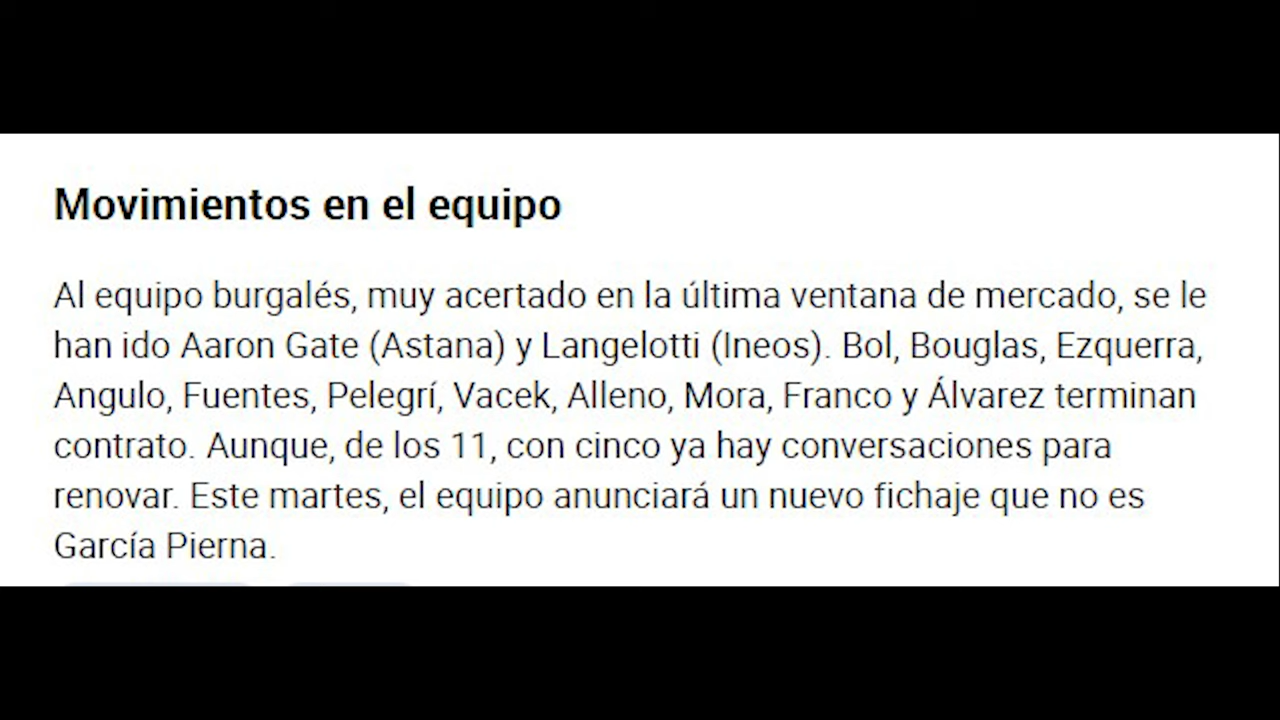 Movimientos en el equipo
Al equipo burgalés, muy acertado en la última ventana de mercado, se le
han ido Aaron Gate (Astana) y Langelotti (Ineos). Bol, Bouglas, Ezquerra,
Angulo, Fuentes, Pelegrí, Vacek, Alleno, Mora, Franco y Álvarez terminan
contrato. Aunque, de los 11, con cinco ya hay conversaciones para
renovar. Este martes, el equipo anunciará un nuevo fichaje que no es
García Pierna.